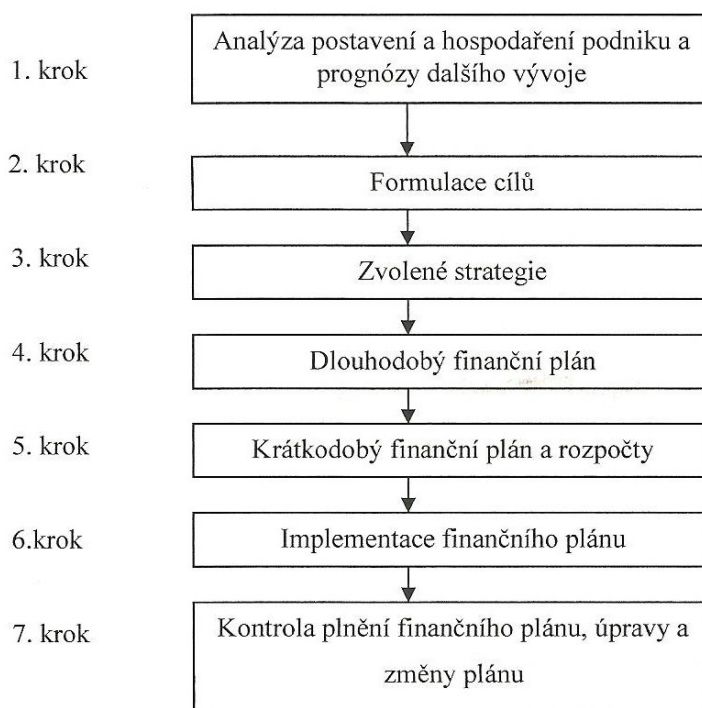 1. krok
Analýza postavení a hospodaření podniku a
prognózy dalšího vývoje
2. krok
Formulace cílů
3. krok
Zvolené strategie
4. krok
Dlouhodobý finanční plán
5. krok
Krátkodobý finanční plán a rozpočty
6.krok
Implementace finančního plánu
7. krok
Kontrola plnění finančního plánu, úpravy a
změny plánu